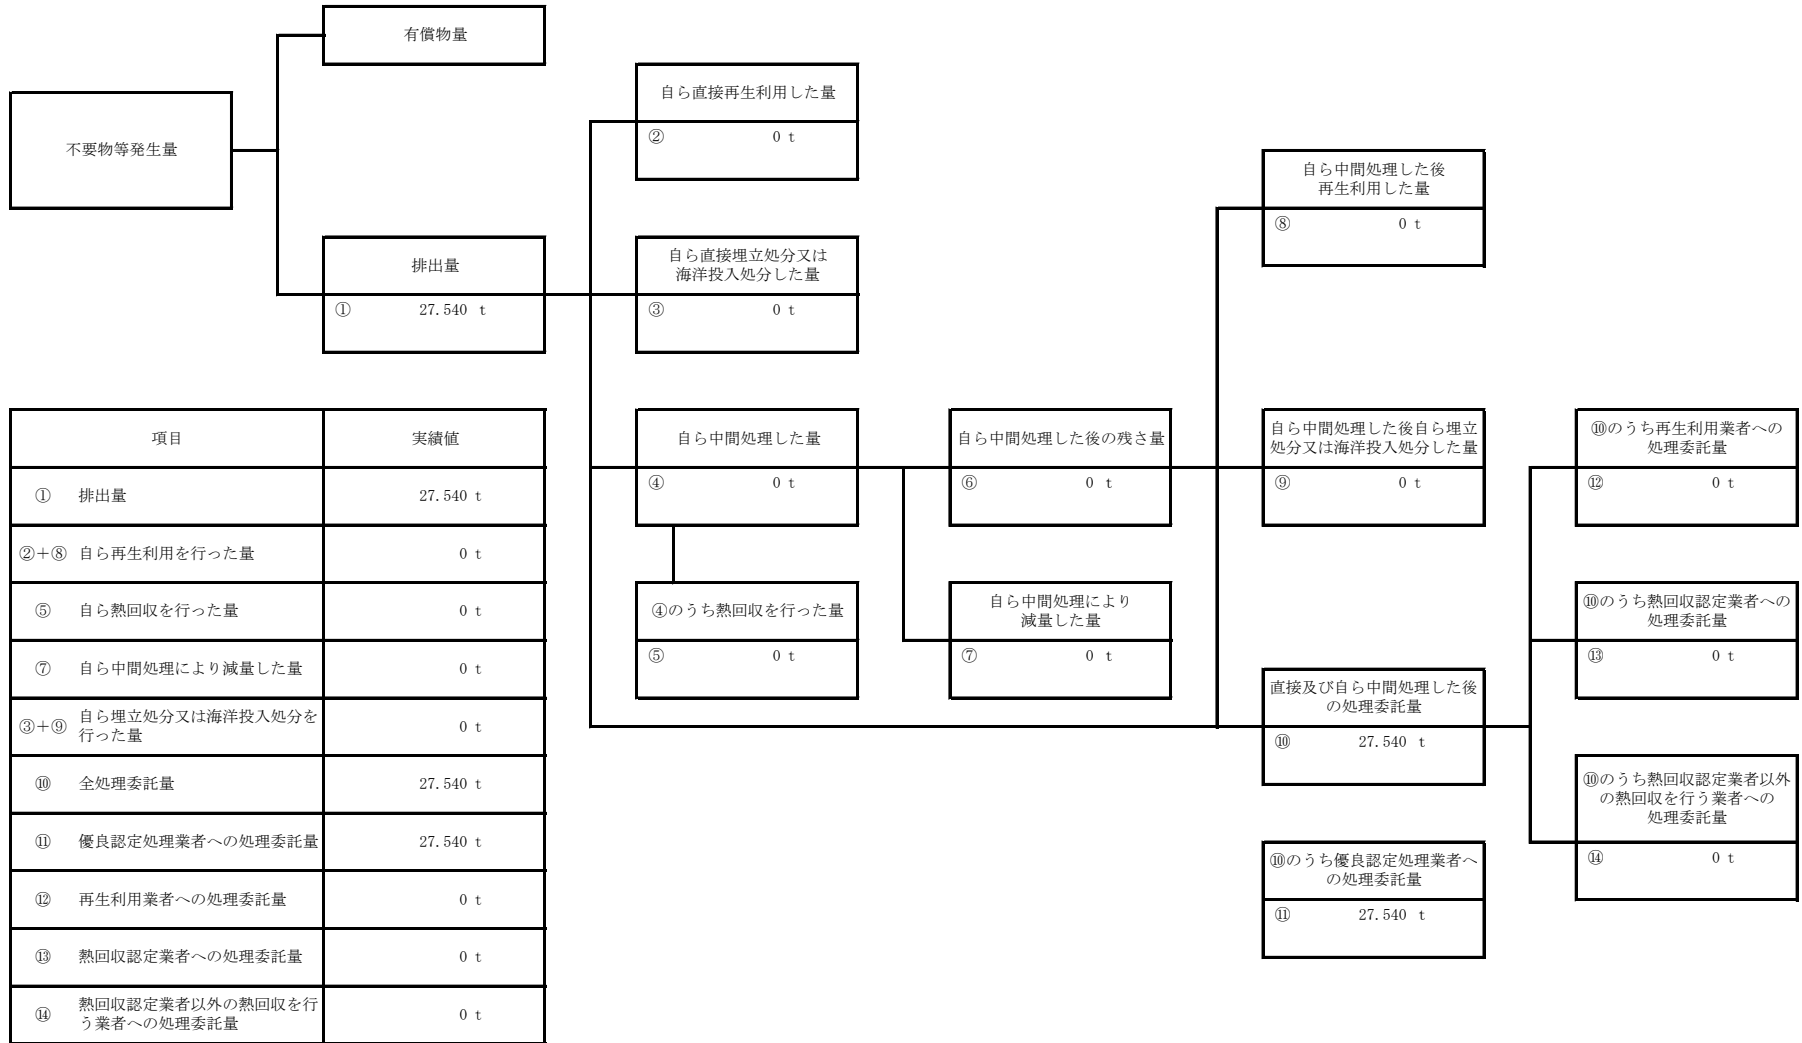 有償物量
不要物等発生量
排出量
① 27.540 t
自ら直接再生利用した量
② 0 t
自ら直接埋立処分又は
海洋投入処分した量
③ 0 t
自ら中間処理した量
④ 0 t
④のうち熱回収を行った量
⑤ 0 t
自ら中間処理した後の残さ量
⑥ 0 t
自ら中間処理により
減量した量
⑦ 0 t
自ら中間処理した後
再生利用した量
⑧ 0 t
自ら中間処理した後自ら埋立
処分又は海洋投入処分した量
⑨ 0 t
直接及び自ら中間処理した後
の処理委託量
⑩ 27.540 t
⑩のうち優良認定処理業者へ
の処理委託量
⑪ 27.540 t
⑩のうち再生利用業者への
処理委託量
⑫ 0 t
⑩のうち熱回収認定業者への
処理委託量
⑬ 0 t
⑩のうち熱回収認定業者以外
の熱回収を行う業者への
処理委託量
⑭ 0 t
項目 実績値
① 排出量 27.540 t
②+⑧ 自ら再生利用を行った量 0 t
⑤ 自ら熱回収を行った量 0 t
⑦ 自ら中間処理により減量した量 0 t
③+⑨ 自ら埋立処分又は海洋投入処分を
行った量 0 t
⑩ 全処理委託量 27.540 t
⑪ 優良認定処理業者への処理委託量 27.540 t
⑫ 再生利用業者への処理委託量 0 t
⑬ 熱回収認定業者への処理委託量 0 t
⑭ 熱回収認定業者以外の熱回収を行
う業者への処理委託量 0 t